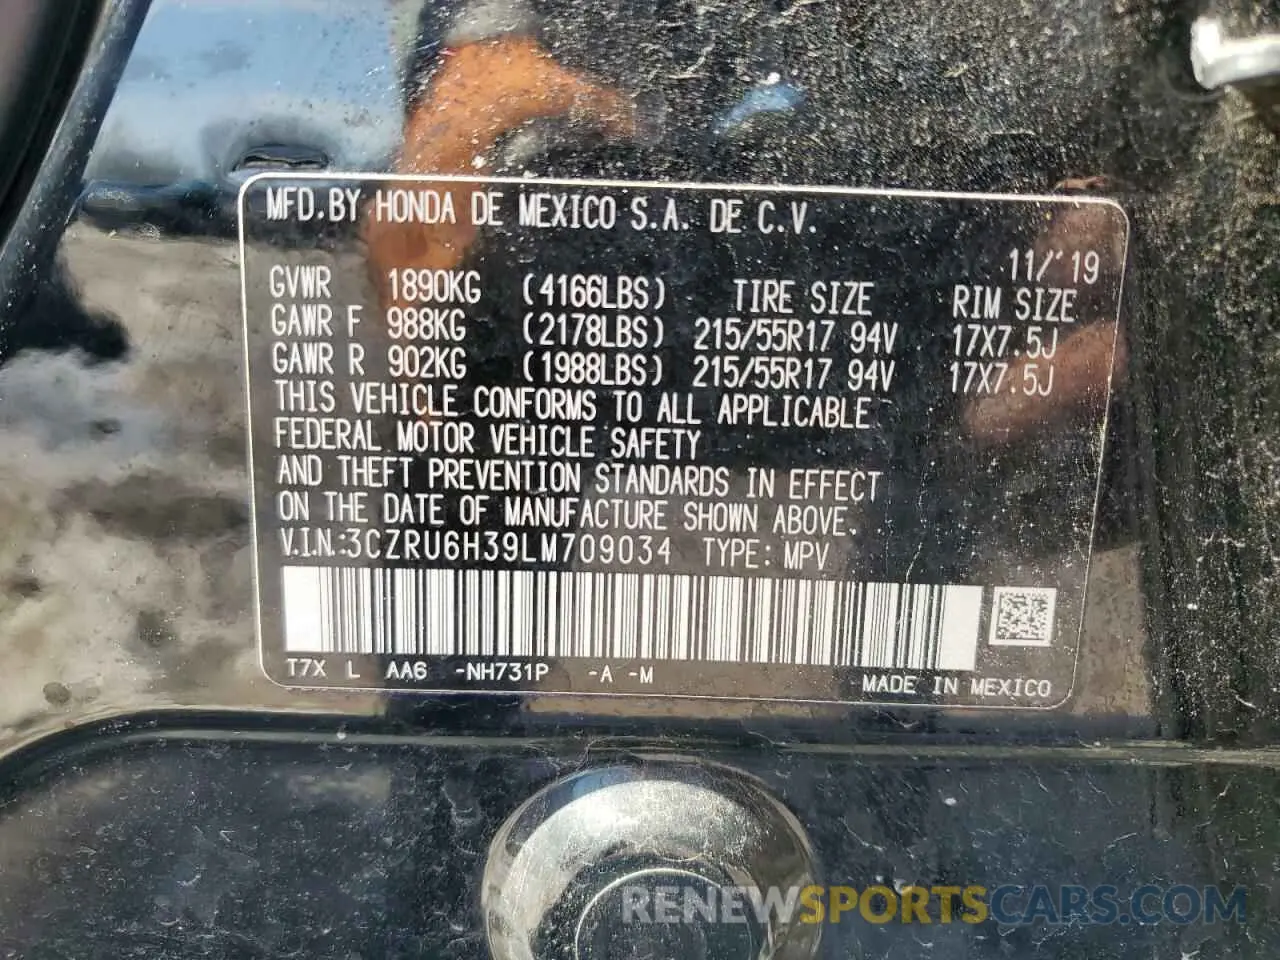 MFD.BY HONDA DE MEXICO S.A. DE C.V.
11/'19
GVWR 1890KG (4166LBS) TIRE SIZE RIM SIZE
GAWR F 988KG (2178LBS) 215/55R17 94V 17X7.5J
GAWR R 902KG (1988LBS) 215/55R17 94V 17X7.5J
THIS VEHICLE CONFORMS TO ALL APPLICABLE
FEDERAL MOTOR VEHICLE SAFETY
AND THEFT PREVENTION STANDARDS IN EFFECT
ON THE DATE OF MANUFACTURE SHOWN ABOVE.
V.I.N.:3CZRU6H39LM709034 TYPE: MPV
T7X L AA6 -NH731P -A -M
MADE IN MEXICO
RENEWSPORTSCARS.COM